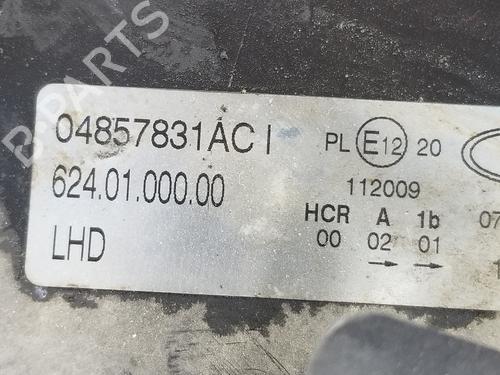 B-PARTS
04857831AC I PL E12 20
624.01.000.00 112009
HCR A 1b 07
LHD 00 02 01